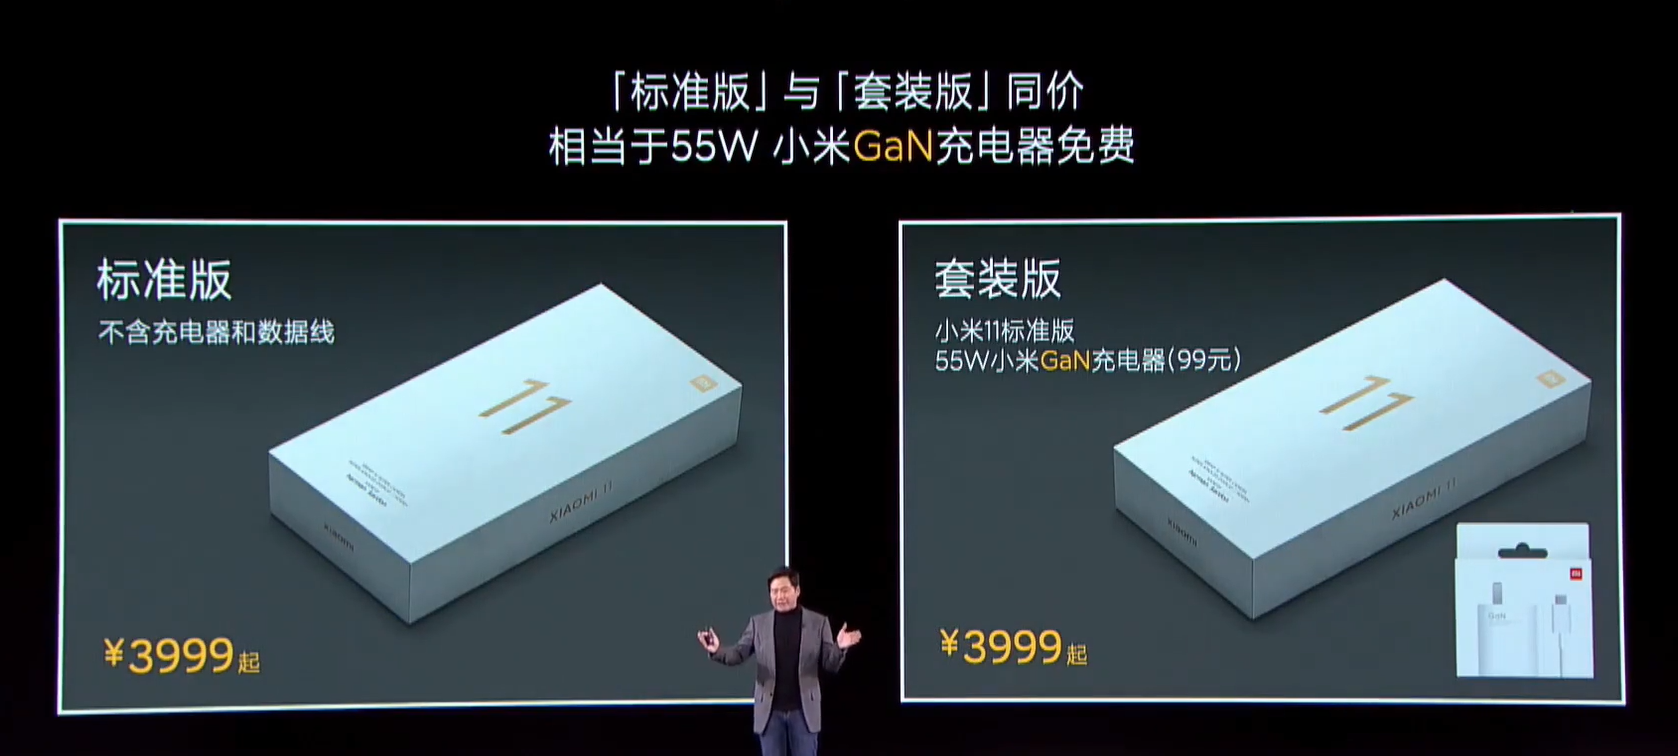 「标准版」与「套装版」同价
相当于55W 小米GaN充电器免费
标准版
不含充电器和数据线
11
XIAOMI 11
xiaomi
¥3999起
套装版
小米11标准版
55W小米GaN充电器(99元)
11
XIAOMI 11
xiaomi
GaN
¥3999起